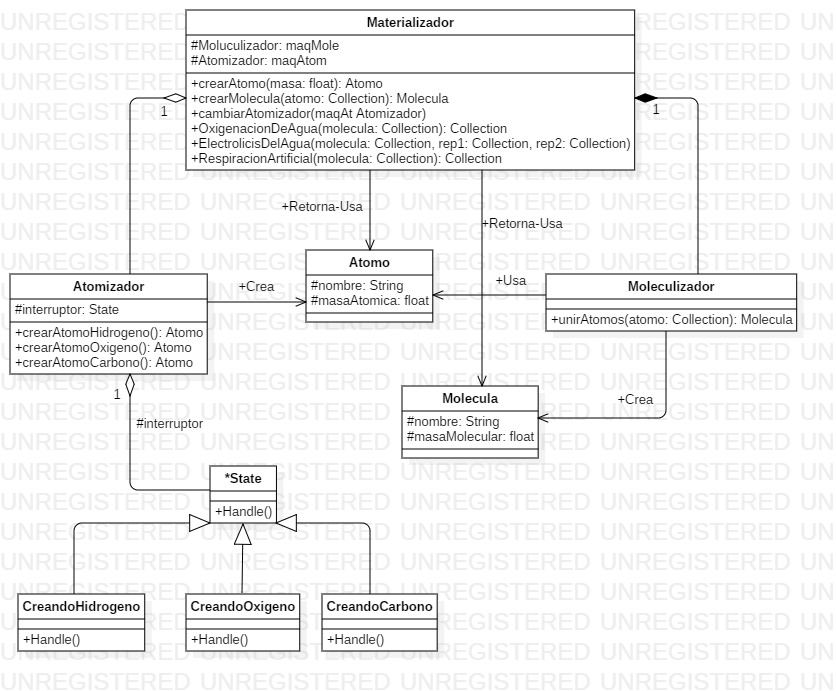 Materializador
#Moluculizador: maqMole
#Atomizador: maqAtom
+crearAtomo(masa: float): Atomo
+crearMolecula(atomo: Collection): Molecula
+cambiarAtomizador(maqAt Atomizador)
+OxigenacionDeAgua(molecula: Collection): Collection
+ElectrolicisDelAgua(molecula: Collection, rep1: Collection, rep2: Collection)
+RespiracionArtificial(molecula: Collection): Collection
1
1
+Retorna-Usa
+Retorna-Usa
Atomo
#nombre: String
#masaAtomica: float
Atomizador
#interruptor: State
+crearAtomoHidrogeno(): Atomo
+crearAtomoOxigeno(): Atomo
+crearAtomoCarbono(): Atomo
+Crea
+Usa
Moleculizador
+unirAtomos(atomo: Collection): Molecula
1
#interruptor
Molecula
#nombre: String
#masaMolecular: float
+Crea
*State
+Handle()
CreandoHidrogeno
+Handle()
CreandoOxigeno
+Handle()
CreandoCarbono
+Handle()
UNREGISTERED